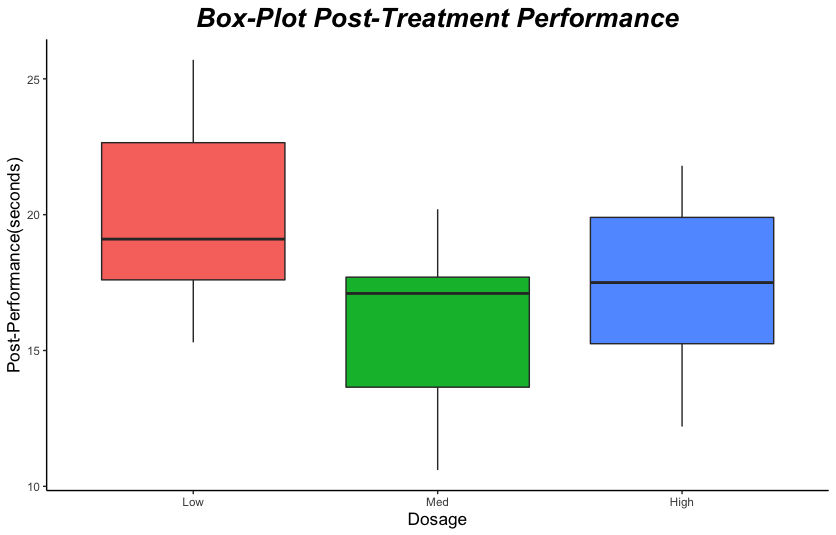 Box-Plot Post-Treatment Performance
Post-Performance(seconds)
25
20
15
10
Low
Med
High
Dosage